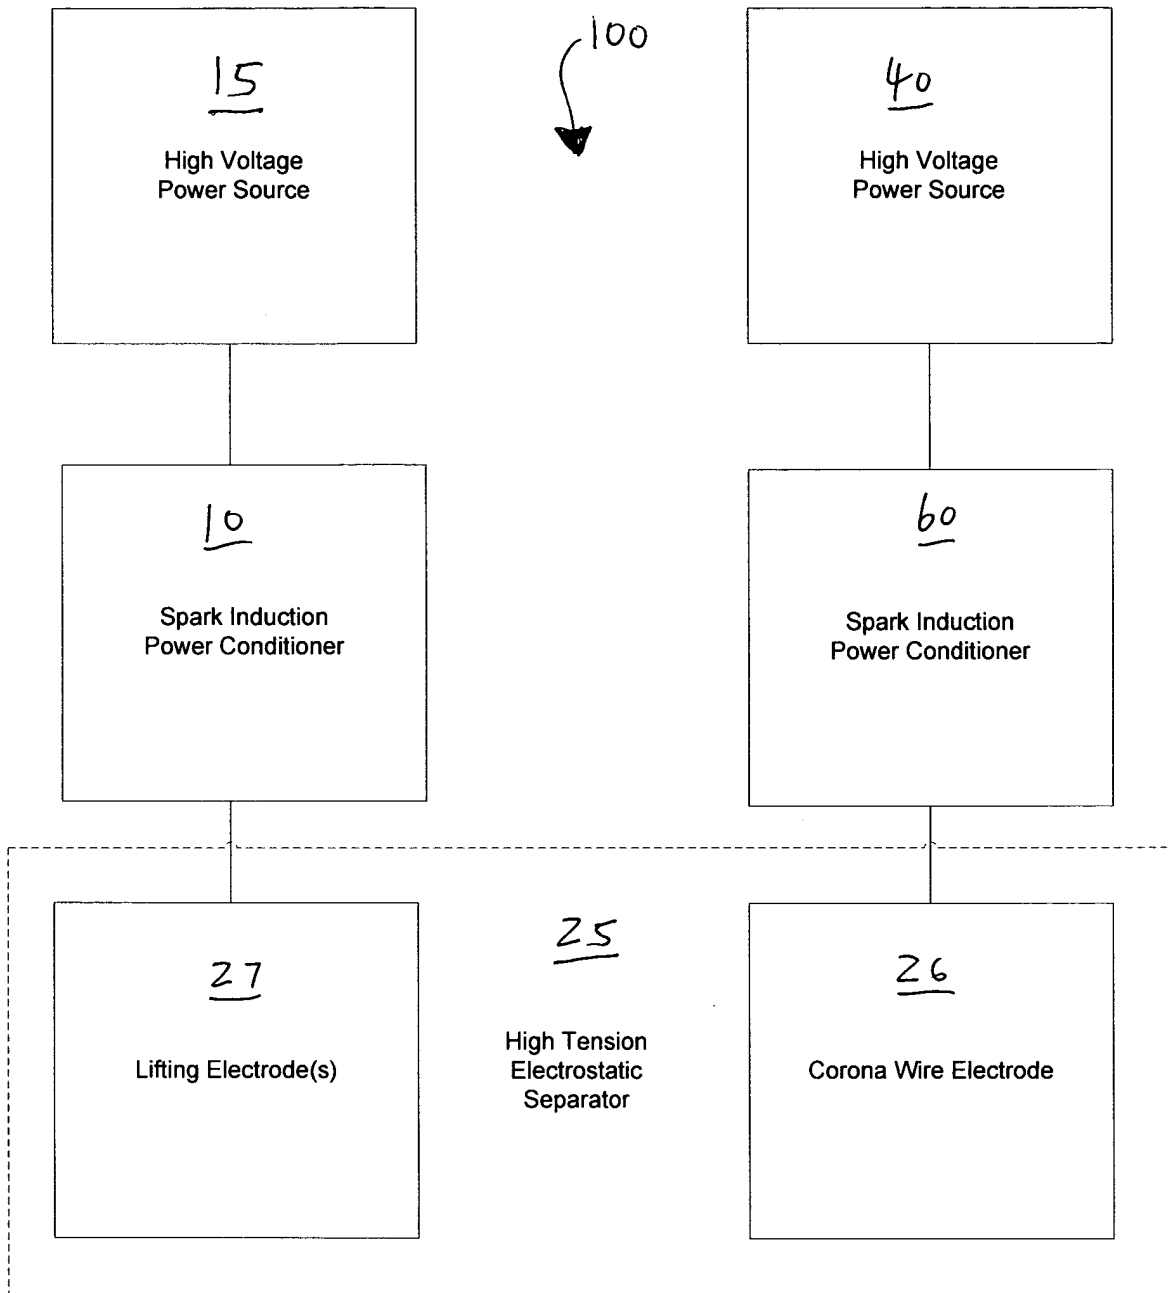 15
High Voltage
Power Source
100
40
High Voltage
Power Source
10
Spark Induction
Power Conditioner
60
Spark Induction
Power Conditioner
27
Lifting Electrode(s)
25
High Tension
Electrostatic
Separator
26
Corona Wire Electrode